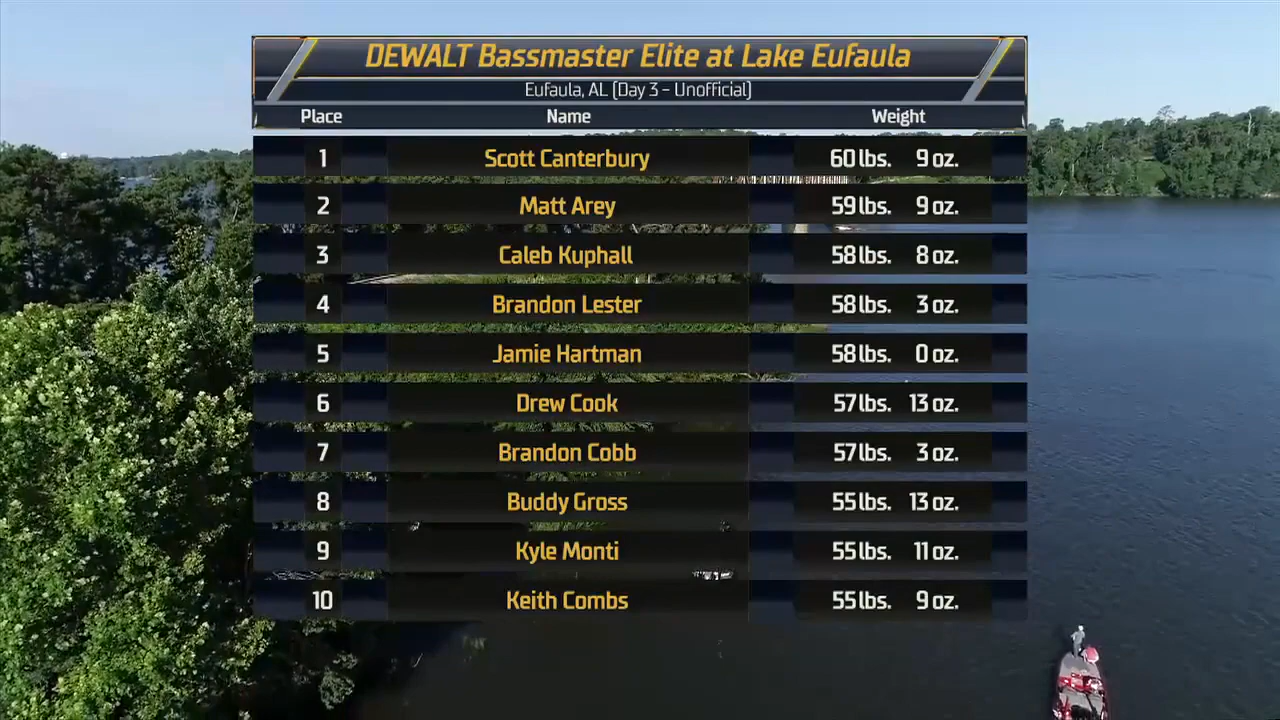 DEWALT Bassmaster Elite at Lake Eufaula
Eufaula, AL (Day 3 - Unofficial)
Place Name Weight
1 Scott Canterbury 60 lbs. 9 oz.
2 Matt Arey 59 lbs. 9 oz.
3 Caleb Kuphall 58 lbs. 8 oz.
4 Brandon Lester 58 lbs. 3 oz.
5 Jamie Hartman 58 lbs. 0 oz.
6 Drew Cook 57 lbs. 13 oz.
7 Brandon Cobb 57 lbs. 3 oz.
8 Buddy Gross 55 lbs. 13 oz.
9 Kyle Monti 55 lbs. 11 oz.
10 Keith Combs 55 lbs. 9 oz.